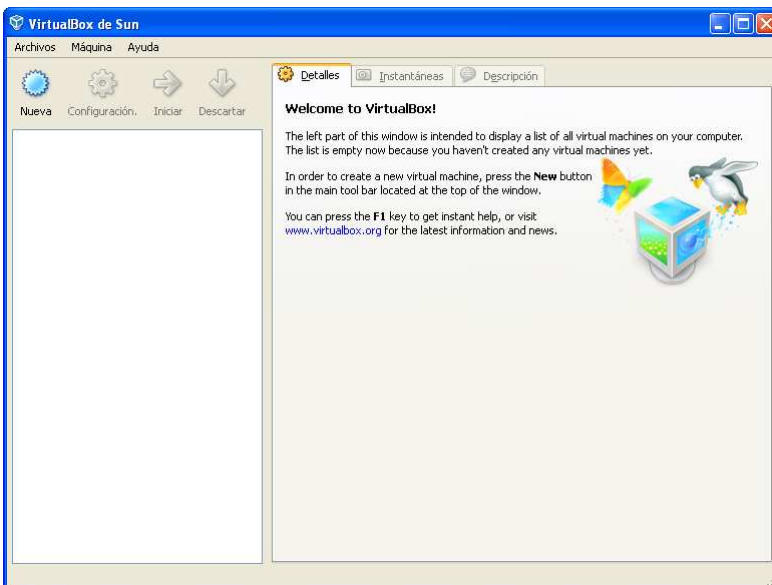 VirtualBox de Sun
Archivos Máquina Ayuda
Nueva Configuración. Iniciar Descartar
Detalles Instantáneas Descripción
Welcome to VirtualBox!
The left part of this window is intended to display a list of all virtual machines on your computer.
The list is empty now because you haven't created any virtual machines yet.
In order to create a new virtual machine, press the New button
in the main tool bar located at the top of the window.
You can press the F1 key to get instant help, or visit
www.virtualbox.org for the latest information and news.